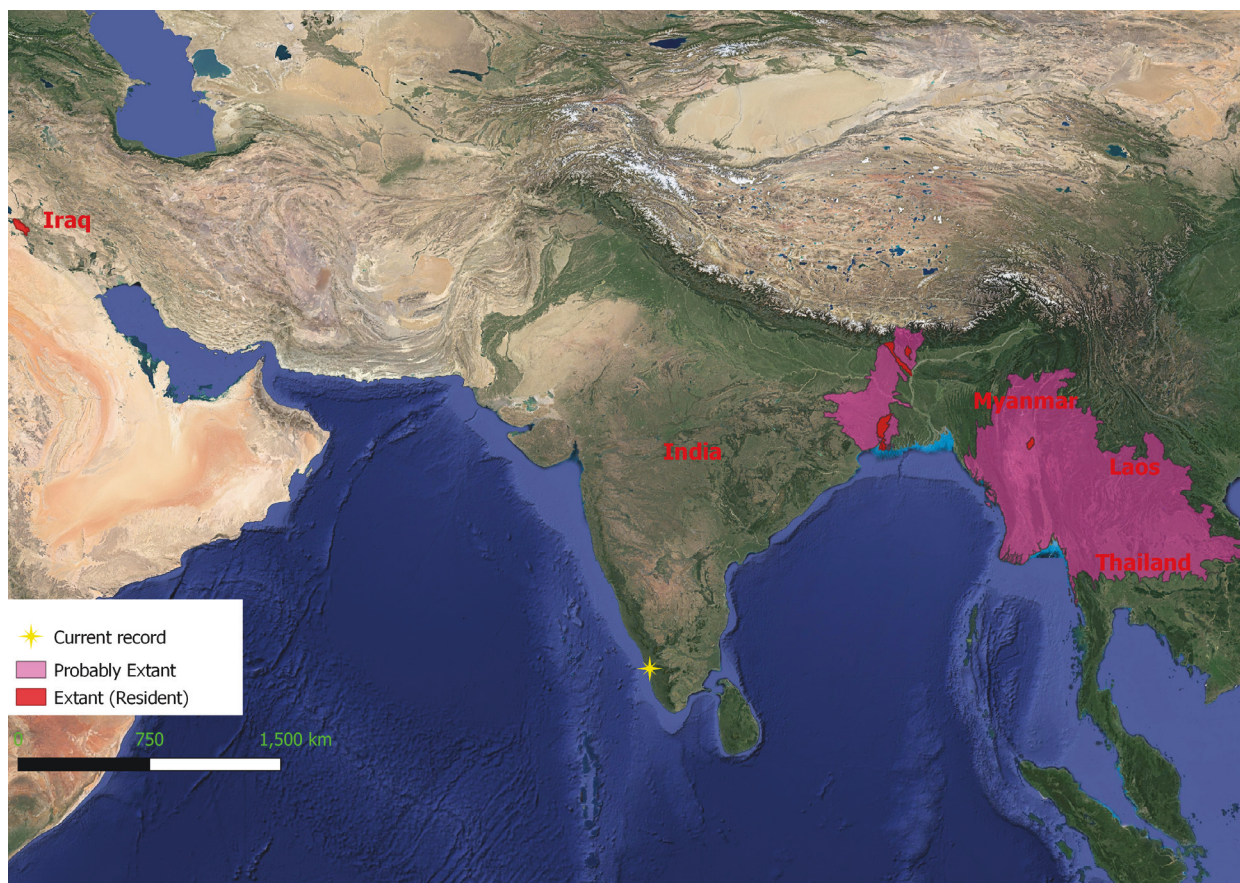 Iraq
Myanmar
India
Laos
Thailand
Current record
Probably Extant
Extant (Resident)
0 750 1,500 km